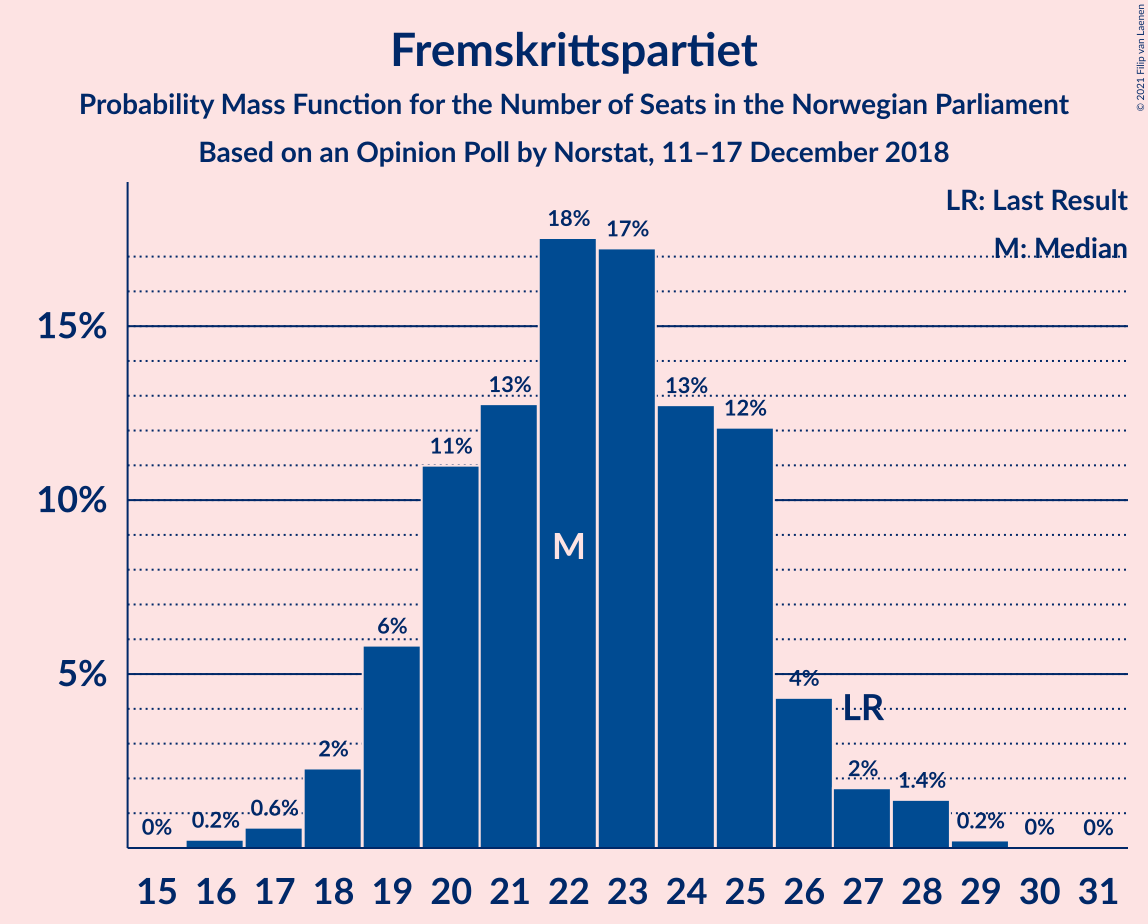 Fremskrittspartiet
Probability Mass Function for the Number of Seats in the Norwegian Parliament
Based on an Opinion Poll by Norstat, 11–17 December 2018
© 2021 Filip van Laenen
LR: Last Result
M: Median
15%
10%
5%
0%
0.2%
0.6%
2%
6%
11%
13%
18%
17%
13%
12%
4%
2%
1.4%
0.2%
0%
0%
M
LR
15 16 17 18 19 20 21 22 23 24 25 26 27 28 29 30 31